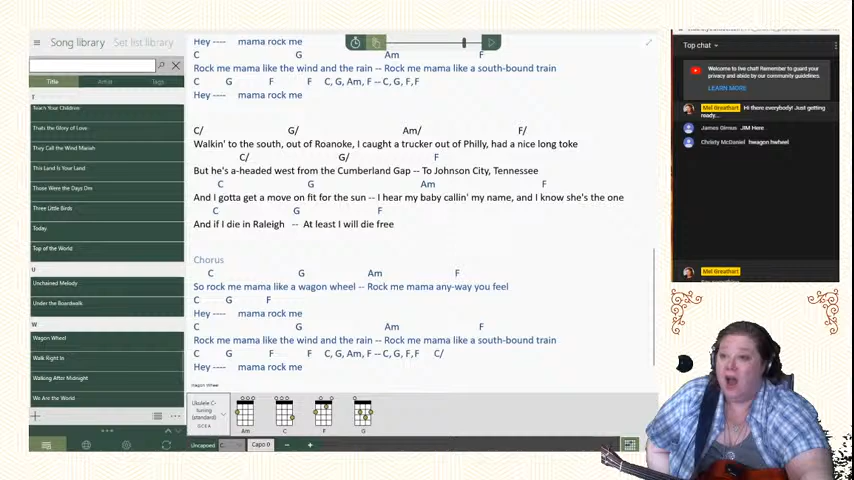 Song library
Set list library
Title
Artist
Tags
T
Teach Your Children
Thats the Glory of Love
They Call the Wind Mariah
This Land Is Your Land
Those Were the Days Dm
Three Little Birds
Today
Top of the World
U
Unchained Melody
Under the Boardwalk
W
Wagon Wheel
Walk Right In
Walking After Midnight
We Are the World
Hey ---- mama rock me
C G Am F
Rock me mama like the wind and the rain -- Rock me mama like a south-bound train
C G F F C, G, Am, F -- C, G, F, F
Hey ---- mama rock me
C/ G/ Am/ F/
Walkin' to the south, out of Roanoke, I caught a trucker out of Philly, had a nice long toke
C/ G/ F
But he's a-headed west from the Cumberland Gap -- To Johnson City, Tennessee
C G Am F
And I gotta get a move on fit for the sun -- I hear my baby callin' my name, and I know she's the one
C G F
And if I die in Raleigh -- At least I will die free
Chorus
C G Am F
So rock me mama like a wagon wheel -- Rock me mama any-way you feel
C G F
Hey ---- mama rock me
C G Am F
Rock me mama like the wind and the rain -- Rock me mama like a south-bound train
C G F F C, G, Am, F -- C, G, F, F C/
Hey ---- mama rock me
Wagon Wheel
Ukulele C-
tuning
(standard)
G C E A
Am
C
F
G
Uncapoed
Capo 0
Top chat
Welcome to live chat! Remember to guard your
privacy and abide by our community guidelines.
LEARN MORE
Mel Greathart Hi there everybody! Just getting
ready...
James Girous JIM Here
Christy McDaniel hwagon hwheel
Mel Greathart